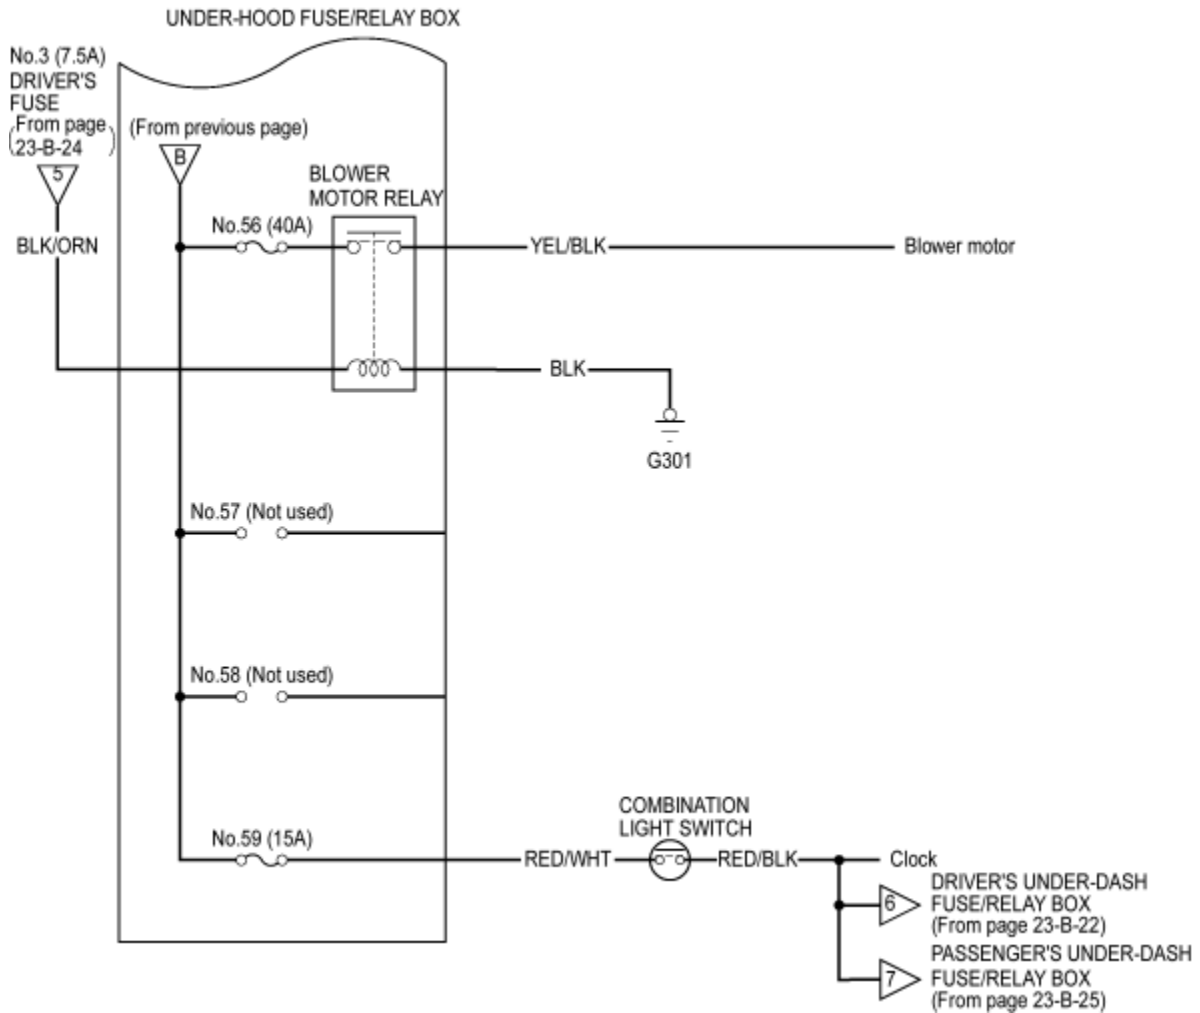 UNDER-HOOD FUSE/RELAY BOX
No.3 (7.5A)
DRIVER'S
FUSE
(From page
23-B-24)
5
BLK/ORN
(From previous page)
B
BLOWER
MOTOR RELAY
No.56 (40A)
YEL/BLK
Blower motor
BLK
G301
No.57 (Not used)
No.58 (Not used)
No.59 (15A)
RED/WHT
COMBINATION
LIGHT SWITCH
RED/BLK
Clock
6
DRIVER'S UNDER-DASH
FUSE/RELAY BOX
(From page 23-B-22)
7
PASSENGER'S UNDER-DASH
FUSE/RELAY BOX
(From page 23-B-25)